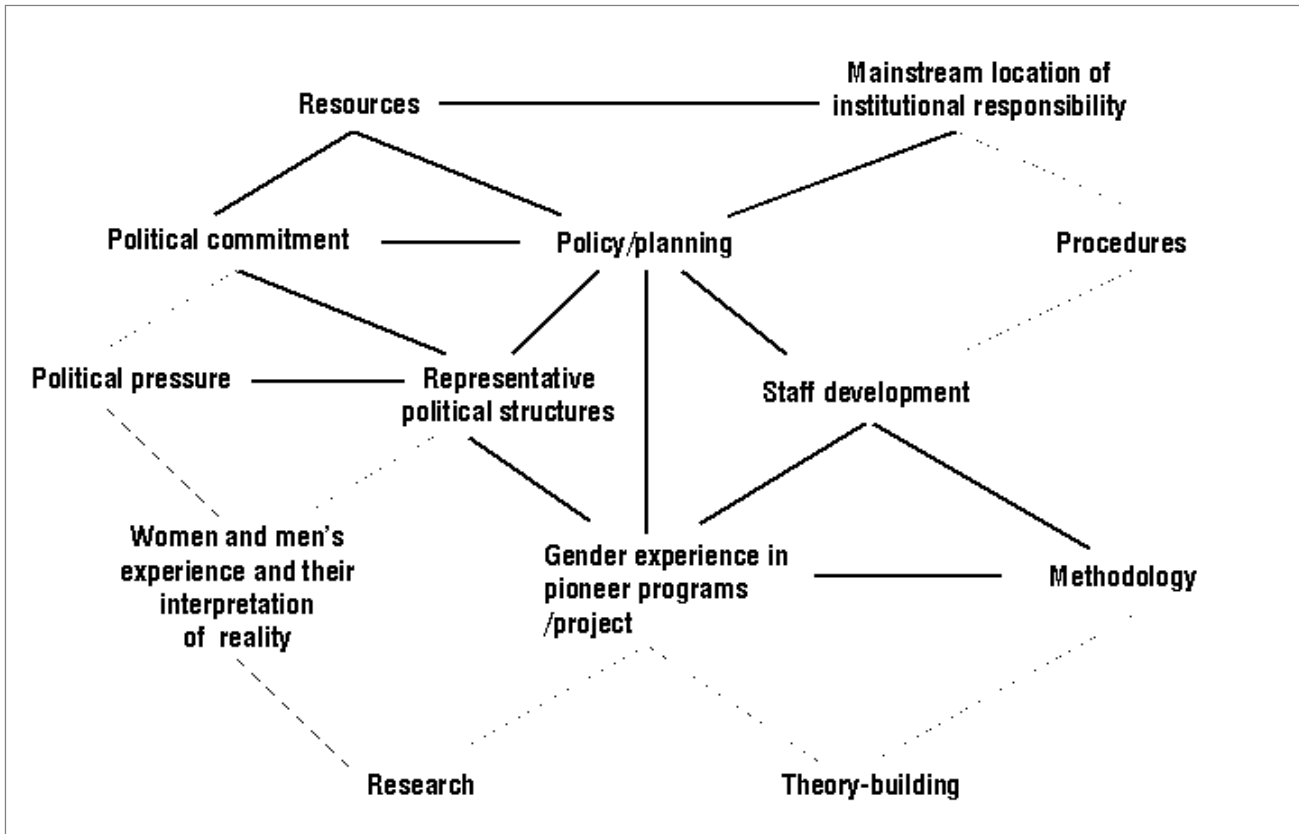 Resources
Mainstream location of
institutional responsibility
Political commitment
Policy/planning
Procedures
Political pressure
Representative
political structures
Staff development
Women and men's
experience and their
interpretation
of reality
Gender experience in
pioneer programs
/project
Methodology
Research
Theory-building